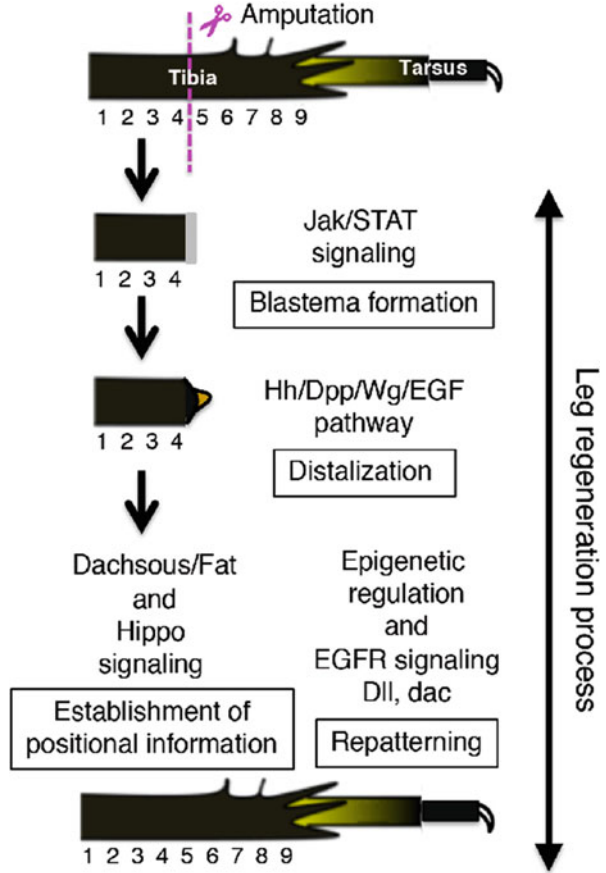 Amputation
Tibia
Tarsus
1 2 3 4 5 6 7 8 9
Jak/STAT
signaling
1 2 3 4
Blastema formation
Hh/Dpp/Wg/EGF
pathway
1 2 3 4
Distalization
Dachsous/Fat
and
Hippo
signaling
Establishment of
positional information
Epigenetic
regulation
and
EGFR signaling
Dll, dac
Repatterning
1 2 3 4 5 6 7 8 9
Leg regeneration process